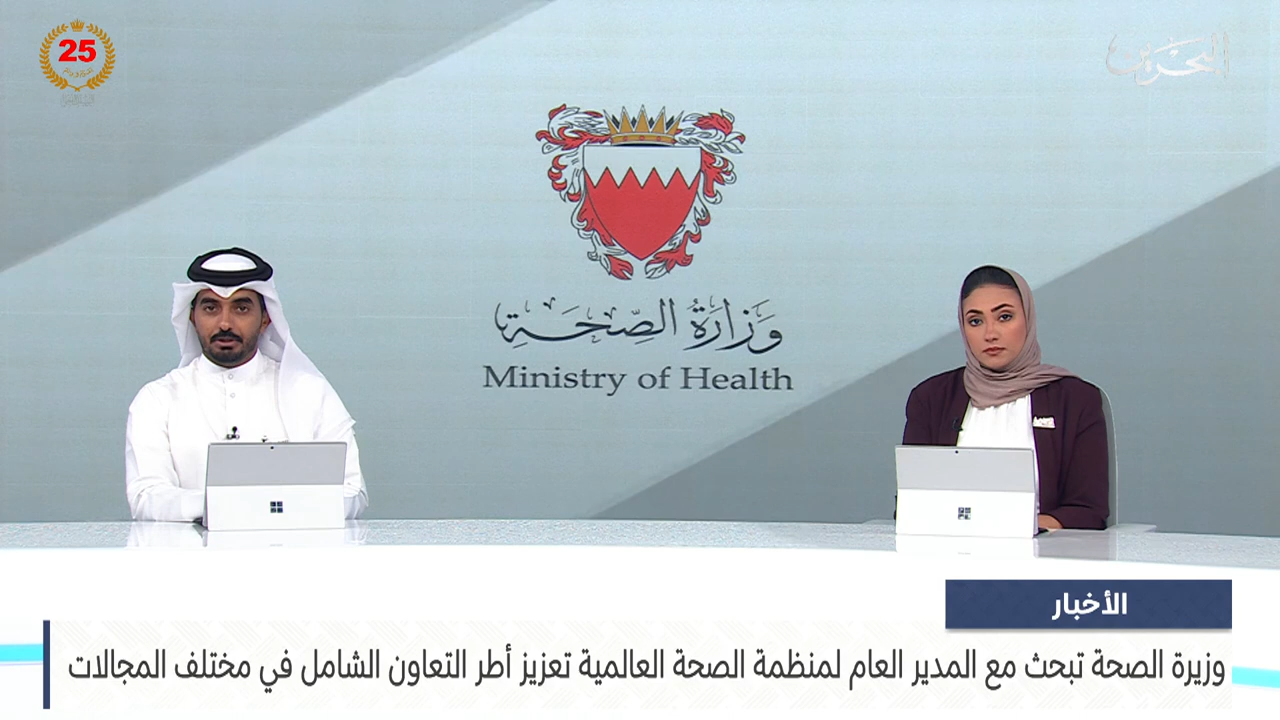 25
البحرين
وزارة الصحة
Ministry of Health
الأخبار
وزيرة الصحة تبحث مع المدير العام لمنظمة الصحة العالمية تعزيز أطر التعاون الشامل في مختلف المجالات